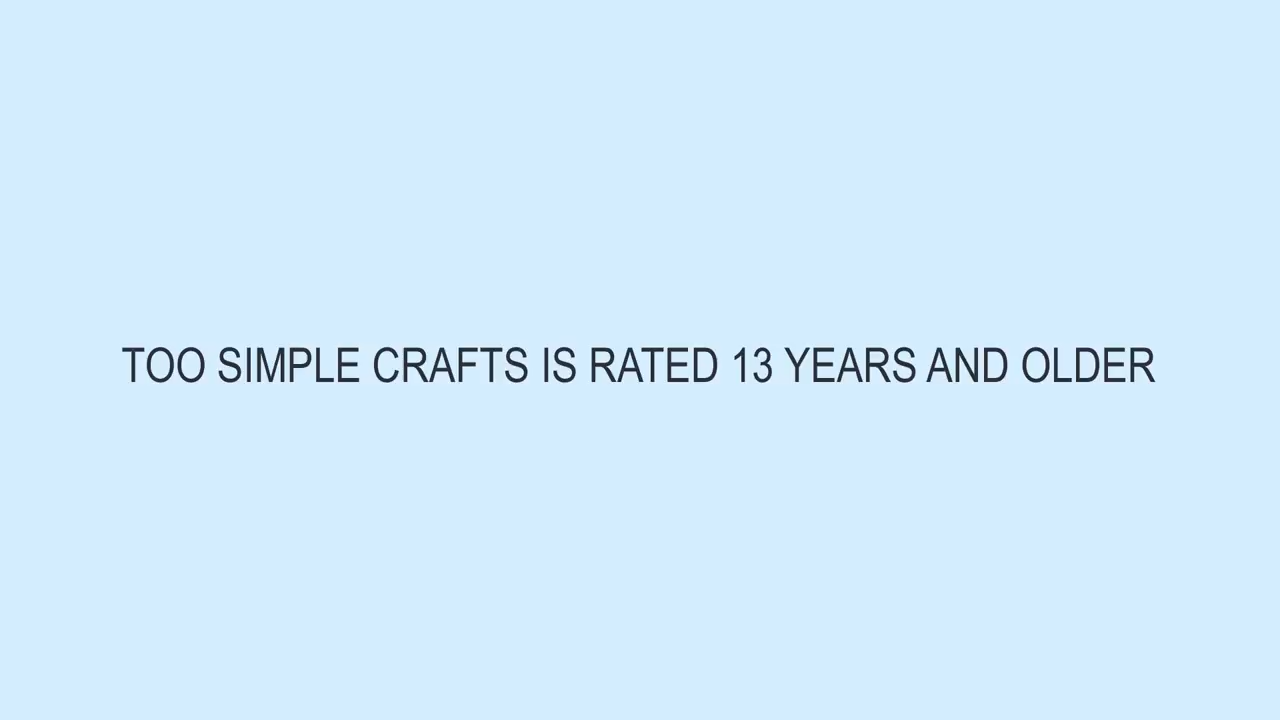 TOO SIMPLE CRAFTS IS RATED 13 YEARS AND OLDER